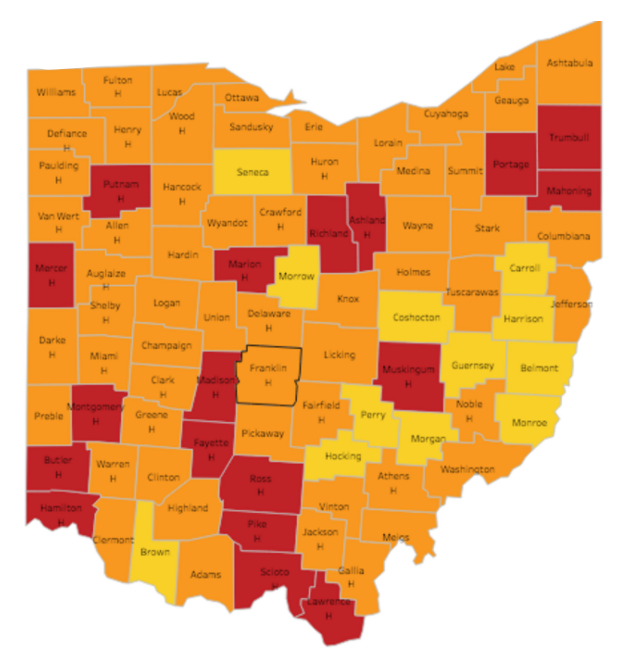 Ashtabula
Lake
Williams
Fulton
H
Lucas
Ottawa
Geauga
Cuyahoga
Wood
H
Defiance
H
Henry
H
Sandusky
Erie
Lorain
Trumbull
Portage
Paulding
H
Putnam
H
Hancock
H
Seneca
Huron
H
Medina
Summit
Mahoning
Van Wert
H
Allen
H
Wyandot
Crawford
H
Richland
Ashland
H
Wayne
Stark
Columbiana
Mercer
H
Auglaize
H
Hardin
Marion
H
Morrow
Holmes
Carroll
Tuscarawas
Jefferson
Shelby
H
Logan
Union
Delaware
H
Knox
Coshocton
Harrison
Darke
H
Miami
H
Champaign
Franklin
H
Licking
Muskingum
H
Guernsey
Belmont
Clark
H
Madison
H
Preble
Montgomery
H
Greene
H
Fairfield
H
Perry
Noble
H
Monroe
Fayette
H
Pickaway
Morgan
Hocking
Butler
H
Warren
H
Clinton
Ross
H
Athens
H
Washington
Hamilton
H
Highland
Vinton
Clermont
Pike
H
Jackson
H
Meigs
Brown
Adams
Scioto
H
Gallia
H
Lawrence
H